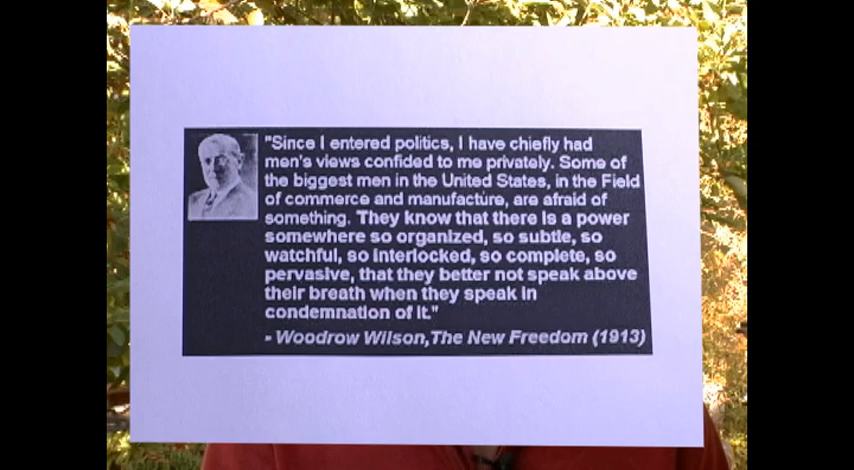 "Since I entered politics, I have chiefly had
men's views confided to me privately. Some of
the biggest men in the United States, in the Field
of commerce and manufacture, are afraid of
something. They know that there is a power
somewhere so organized, so subtle, so
watchful, so interlocked, so complete, so
pervasive, that they better not speak above
their breath when they speak in
condemnation of it."
- Woodrow Wilson,The New Freedom (1913)